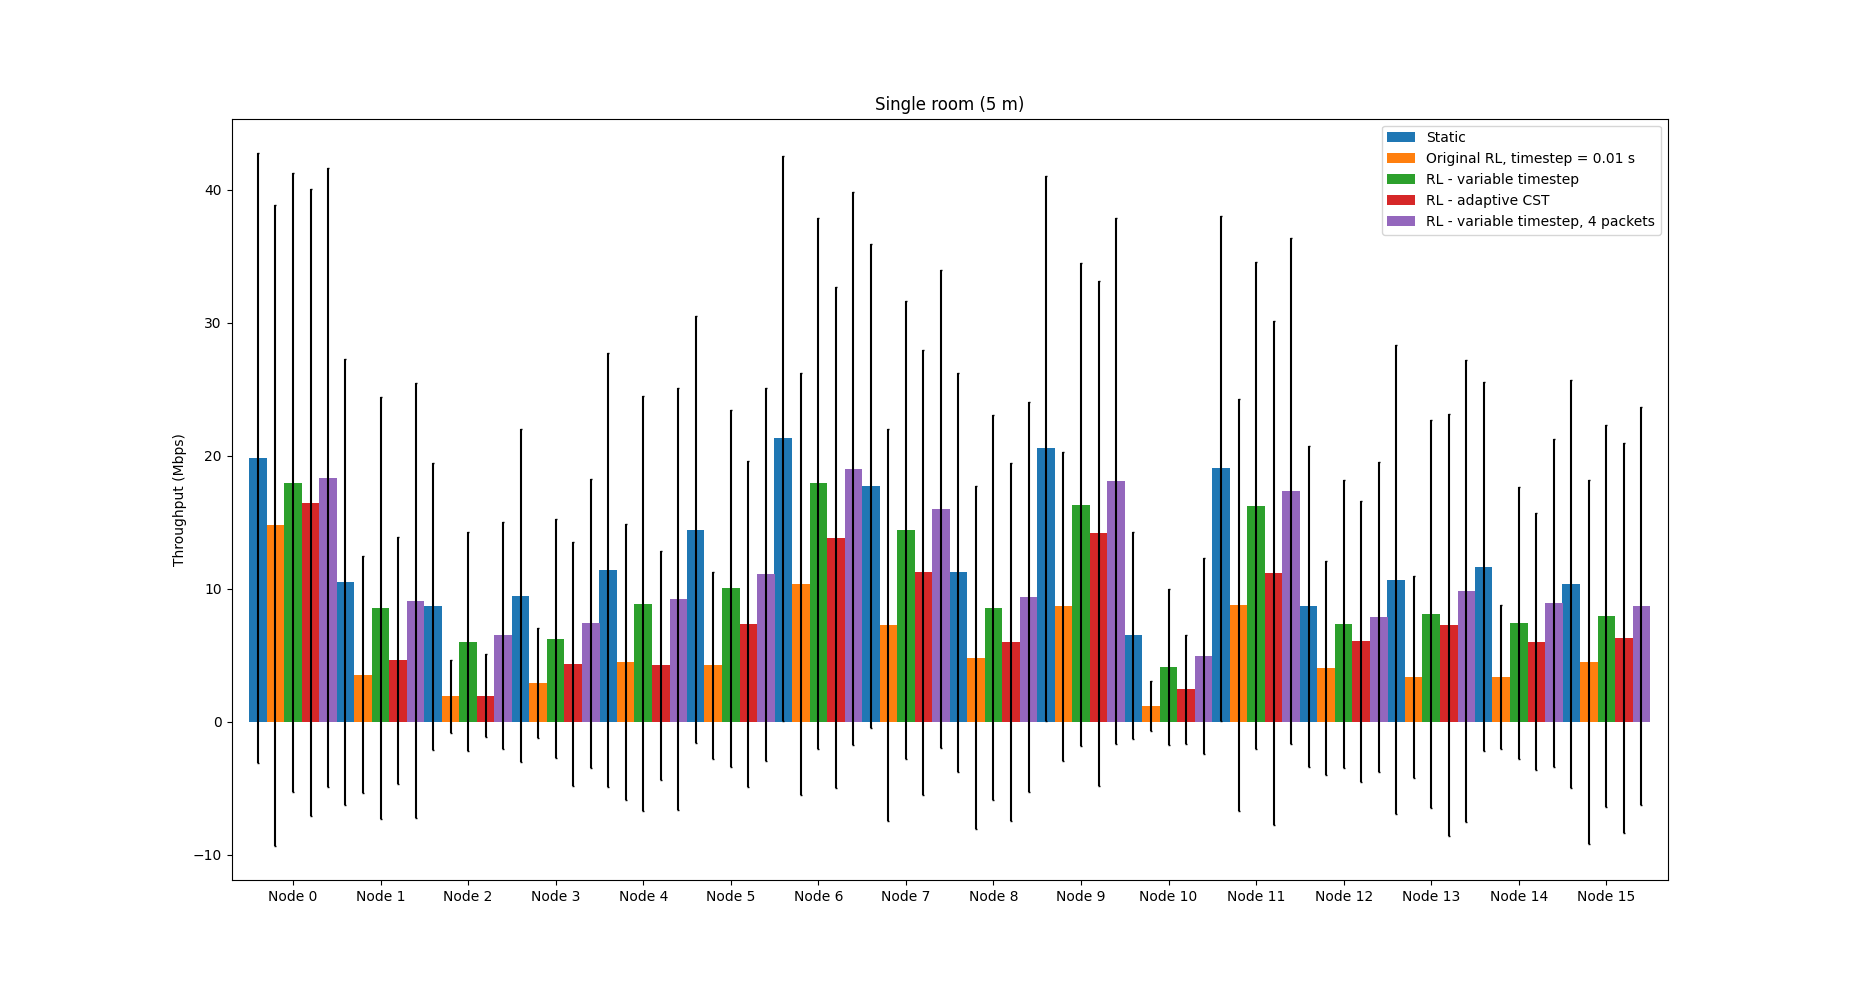 Single room (5 m)
Static
Original RL, timestep = 0.01 s
RL - variable timestep
RL - adaptive CST
RL - variable timestep, 4 packets
Throughput (Mbps)
40
30
20
10
0
−10
Node 0 Node 1 Node 2 Node 3 Node 4 Node 5 Node 6 Node 7 Node 8 Node 9 Node 10 Node 11 Node 12 Node 13 Node 14 Node 15